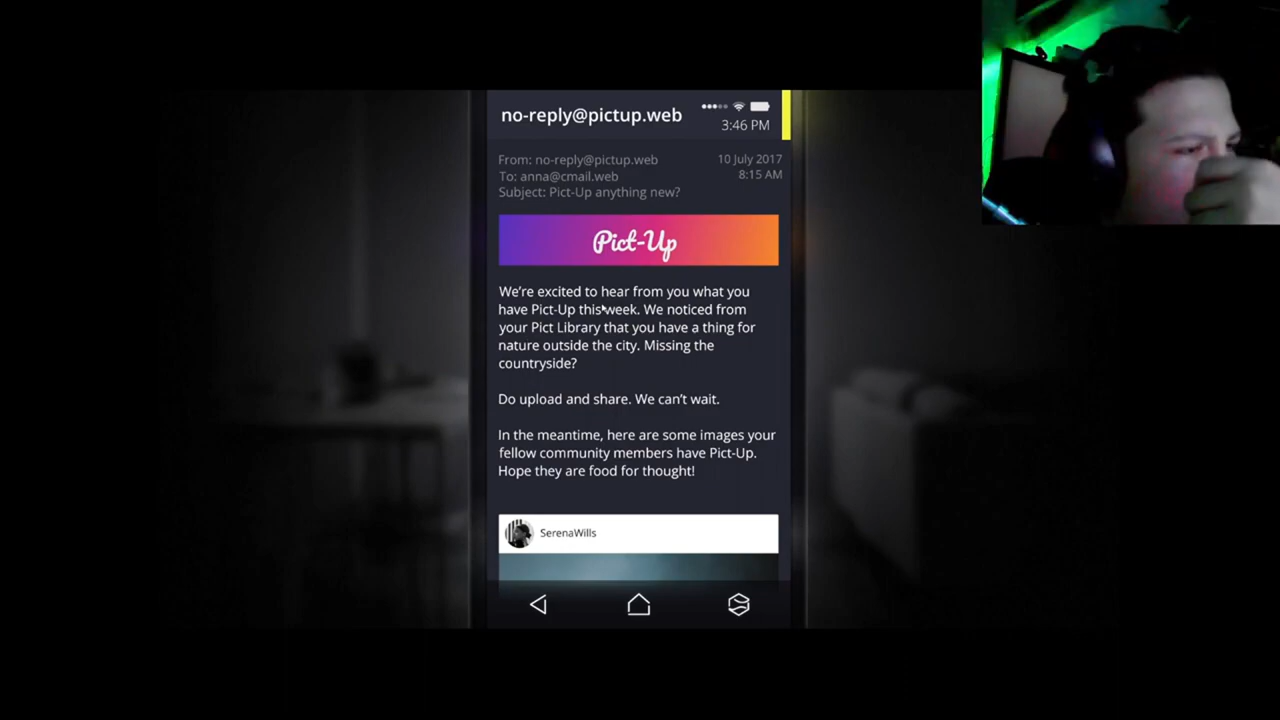 no-reply@pictup.web
3:46 PM
From: no-reply@pictup.web
10 July 2017
To: anna@cmail.web
8:15 AM
Subject: Pict-Up anything new?
Pict-Up
We're excited to hear from you what you
have Pict-Up this week. We noticed from
your Pict Library that you have a thing for
nature outside the city. Missing the
countryside?
Do upload and share. We can't wait.
In the meantime, here are some images your
fellow community members have Pict-Up.
Hope they are food for thought!
SerenaWills